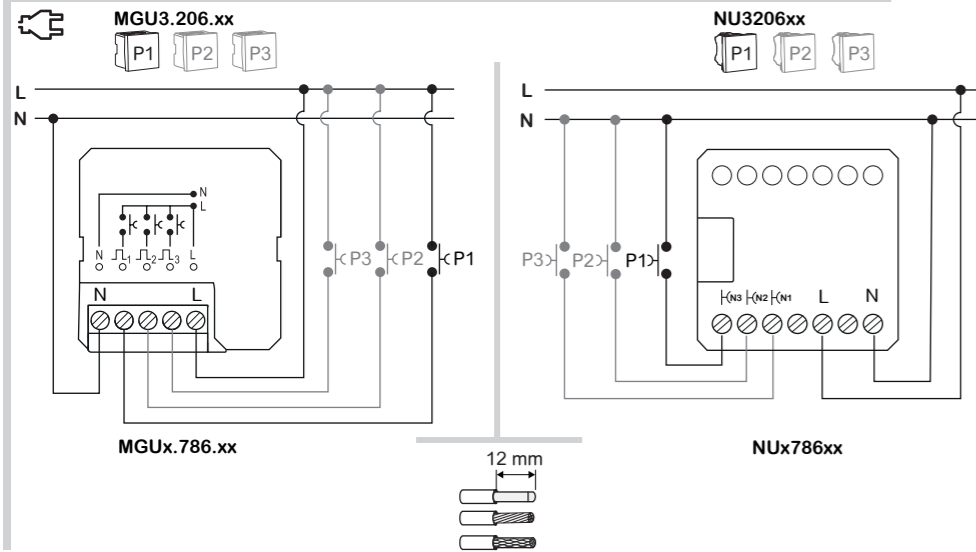 MGU3.206.xx
P1 P2 P3
L
N
N
L
N 1 2 3 L
N L
P3 P2 P1
MGUx.786.xx
NU3206xx
P1 P2 P3
L
N
P3 P2 P1
N3 N2 N1 L N
NUx786xx
12 mm